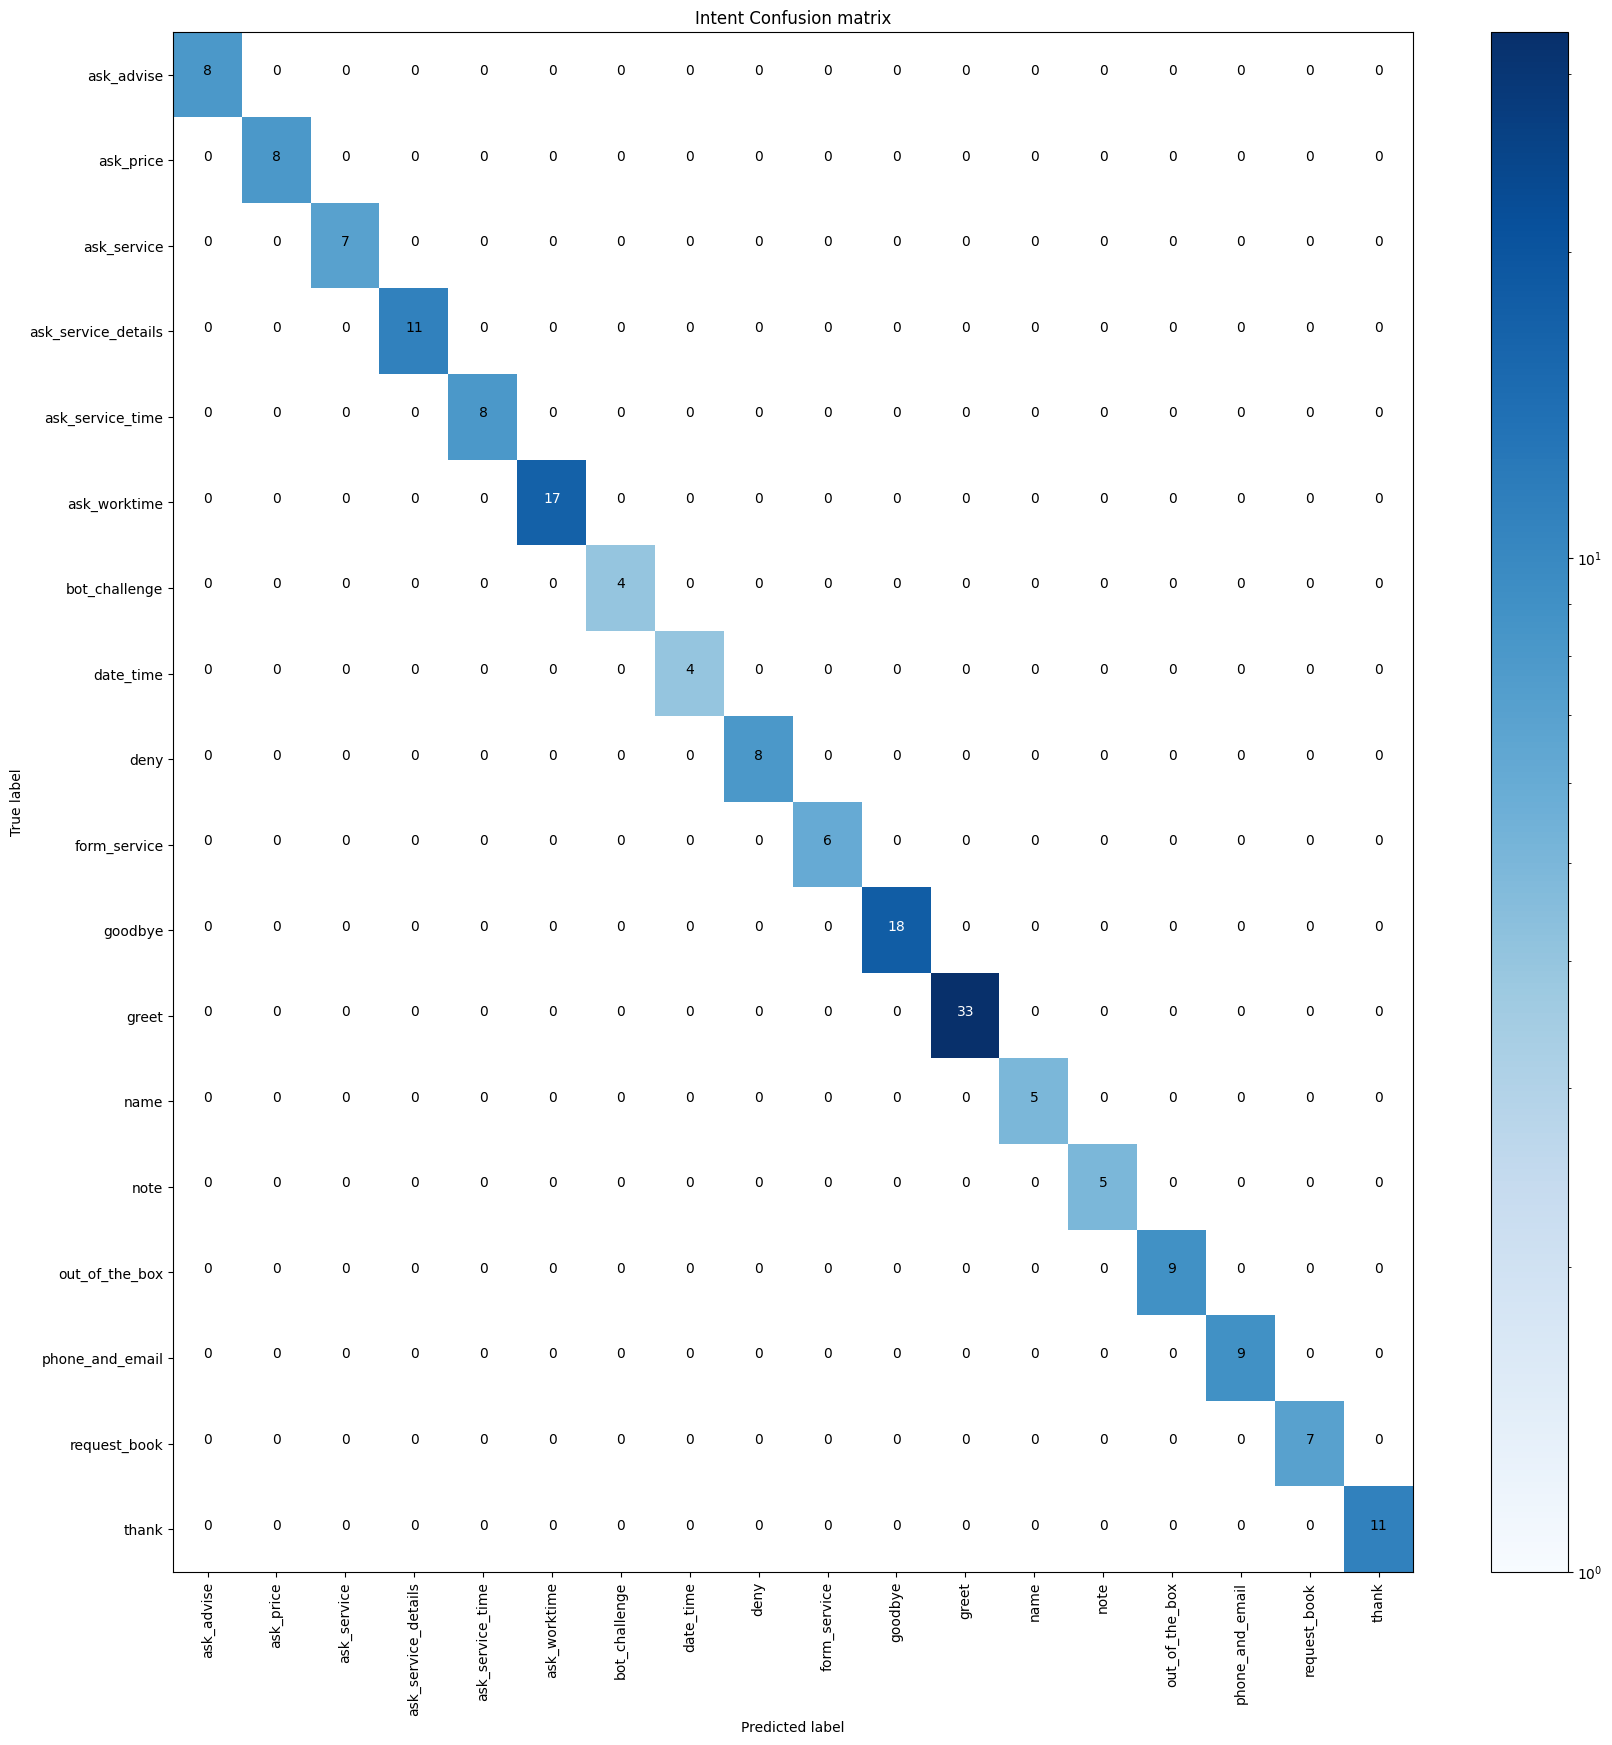 Intent Confusion matrix
ask_advise 8 0 0 0 0 0 0 0 0 0 0 0 0 0 0 0 0 0
ask_price 0 8 0 0 0 0 0 0 0 0 0 0 0 0 0 0 0 0
ask_service 0 0 7 0 0 0 0 0 0 0 0 0 0 0 0 0 0 0
ask_service_details 0 0 0 11 0 0 0 0 0 0 0 0 0 0 0 0 0 0
ask_service_time 0 0 0 0 8 0 0 0 0 0 0 0 0 0 0 0 0 0
ask_worktime 0 0 0 0 0 17 0 0 0 0 0 0 0 0 0 0 0 0
bot_challenge 0 0 0 0 0 0 4 0 0 0 0 0 0 0 0 0 0 0
date_time 0 0 0 0 0 0 0 4 0 0 0 0 0 0 0 0 0 0
deny 0 0 0 0 0 0 0 0 8 0 0 0 0 0 0 0 0 0
form_service 0 0 0 0 0 0 0 0 0 6 0 0 0 0 0 0 0 0
goodbye 0 0 0 0 0 0 0 0 0 0 18 0 0 0 0 0 0 0
greet 0 0 0 0 0 0 0 0 0 0 0 33 0 0 0 0 0 0
name 0 0 0 0 0 0 0 0 0 0 0 0 5 0 0 0 0 0
note 0 0 0 0 0 0 0 0 0 0 0 0 0 5 0 0 0 0
out_of_the_box 0 0 0 0 0 0 0 0 0 0 0 0 0 0 9 0 0 0
phone_and_email 0 0 0 0 0 0 0 0 0 0 0 0 0 0 0 9 0 0
request_book 0 0 0 0 0 0 0 0 0 0 0 0 0 0 0 0 7 0
thank 0 0 0 0 0 0 0 0 0 0 0 0 0 0 0 0 0 11
True label
ask_advise
ask_price
ask_service
ask_service_details
ask_service_time
ask_worktime
bot_challenge
date_time
deny
form_service
goodbye
greet
name
note
out_of_the_box
phone_and_email
request_book
thank
Predicted label
10¹
10⁰